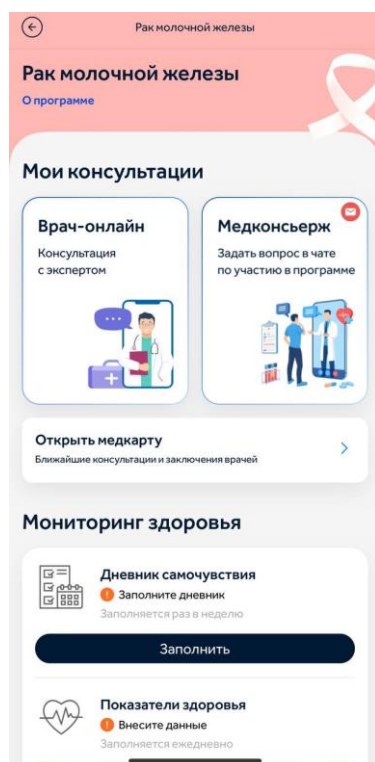 Рак молочной железы
Рак молочной железы
О программе
Мои консультации
Врач-онлайн
Консультация
с экспертом
Медконсьерж
Задать вопрос в чате
по участию в программе
Открыть медкарту
Ближайшие консультации и заключения врачей
Мониторинг здоровья
Дневник самочувствия
Заполните дневник
Заполняется раз в неделю
Заполнить
Показатели здоровья
Внесите данные
Заполняется ежедневно